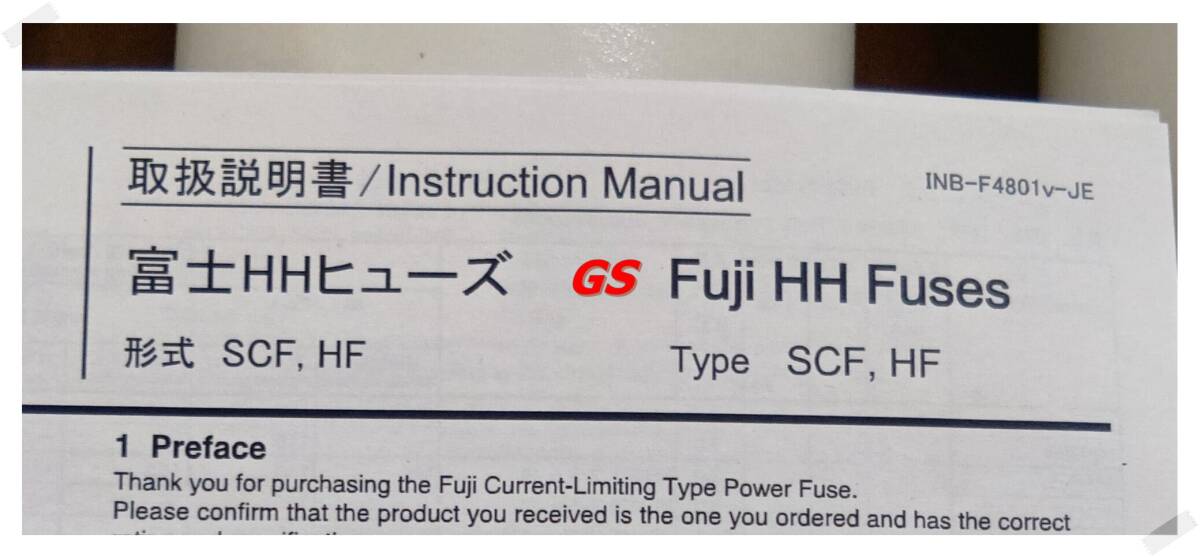 取扱説明書/Instruction Manual
INB-F4801v-JE
富士HHヒューズ GS Fuji HH Fuses
形式 SCF, HF Type SCF, HF
1 Preface
Thank you for purchasing the Fuji Current-Limiting Type Power Fuse.
Please confirm that the product you received is the one you ordered and has the correct